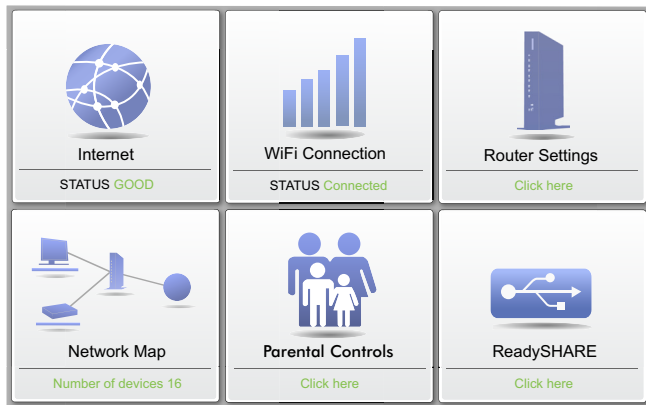 Internet
STATUS GOOD
WiFi Connection
STATUS Connected
Router Settings
Click here
Network Map
Number of devices 16
Parental Controls
Click here
ReadySHARE
Click here